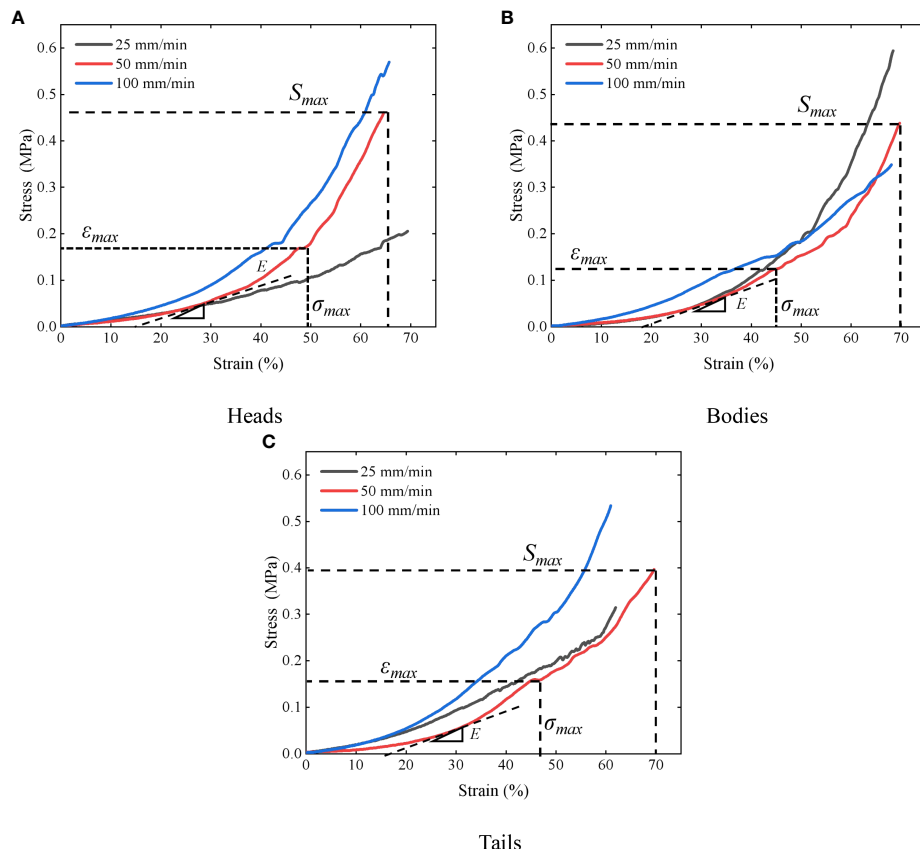 A
25 mm/min
50 mm/min
100 mm/min
S_max
ε_max
E
σ_max
0.6
0.5
0.4
0.3
0.2
0.1
0.0
Stress (MPa)
0 10 20 30 40 50 60 70
Strain (%)
Heads
B
25 mm/min
50 mm/min
100 mm/min
S_max
ε_max
E
σ_max
0.6
0.5
0.4
0.3
0.2
0.1
0.0
Stress (MPa)
0 10 20 30 40 50 60 70
Strain (%)
Bodies
C
25 mm/min
50 mm/min
100 mm/min
S_max
ε_max
E
σ_max
0.6
0.5
0.4
0.3
0.2
0.1
0.0
Stress (MPa)
0 10 20 30 40 50 60 70
Strain (%)
Tails